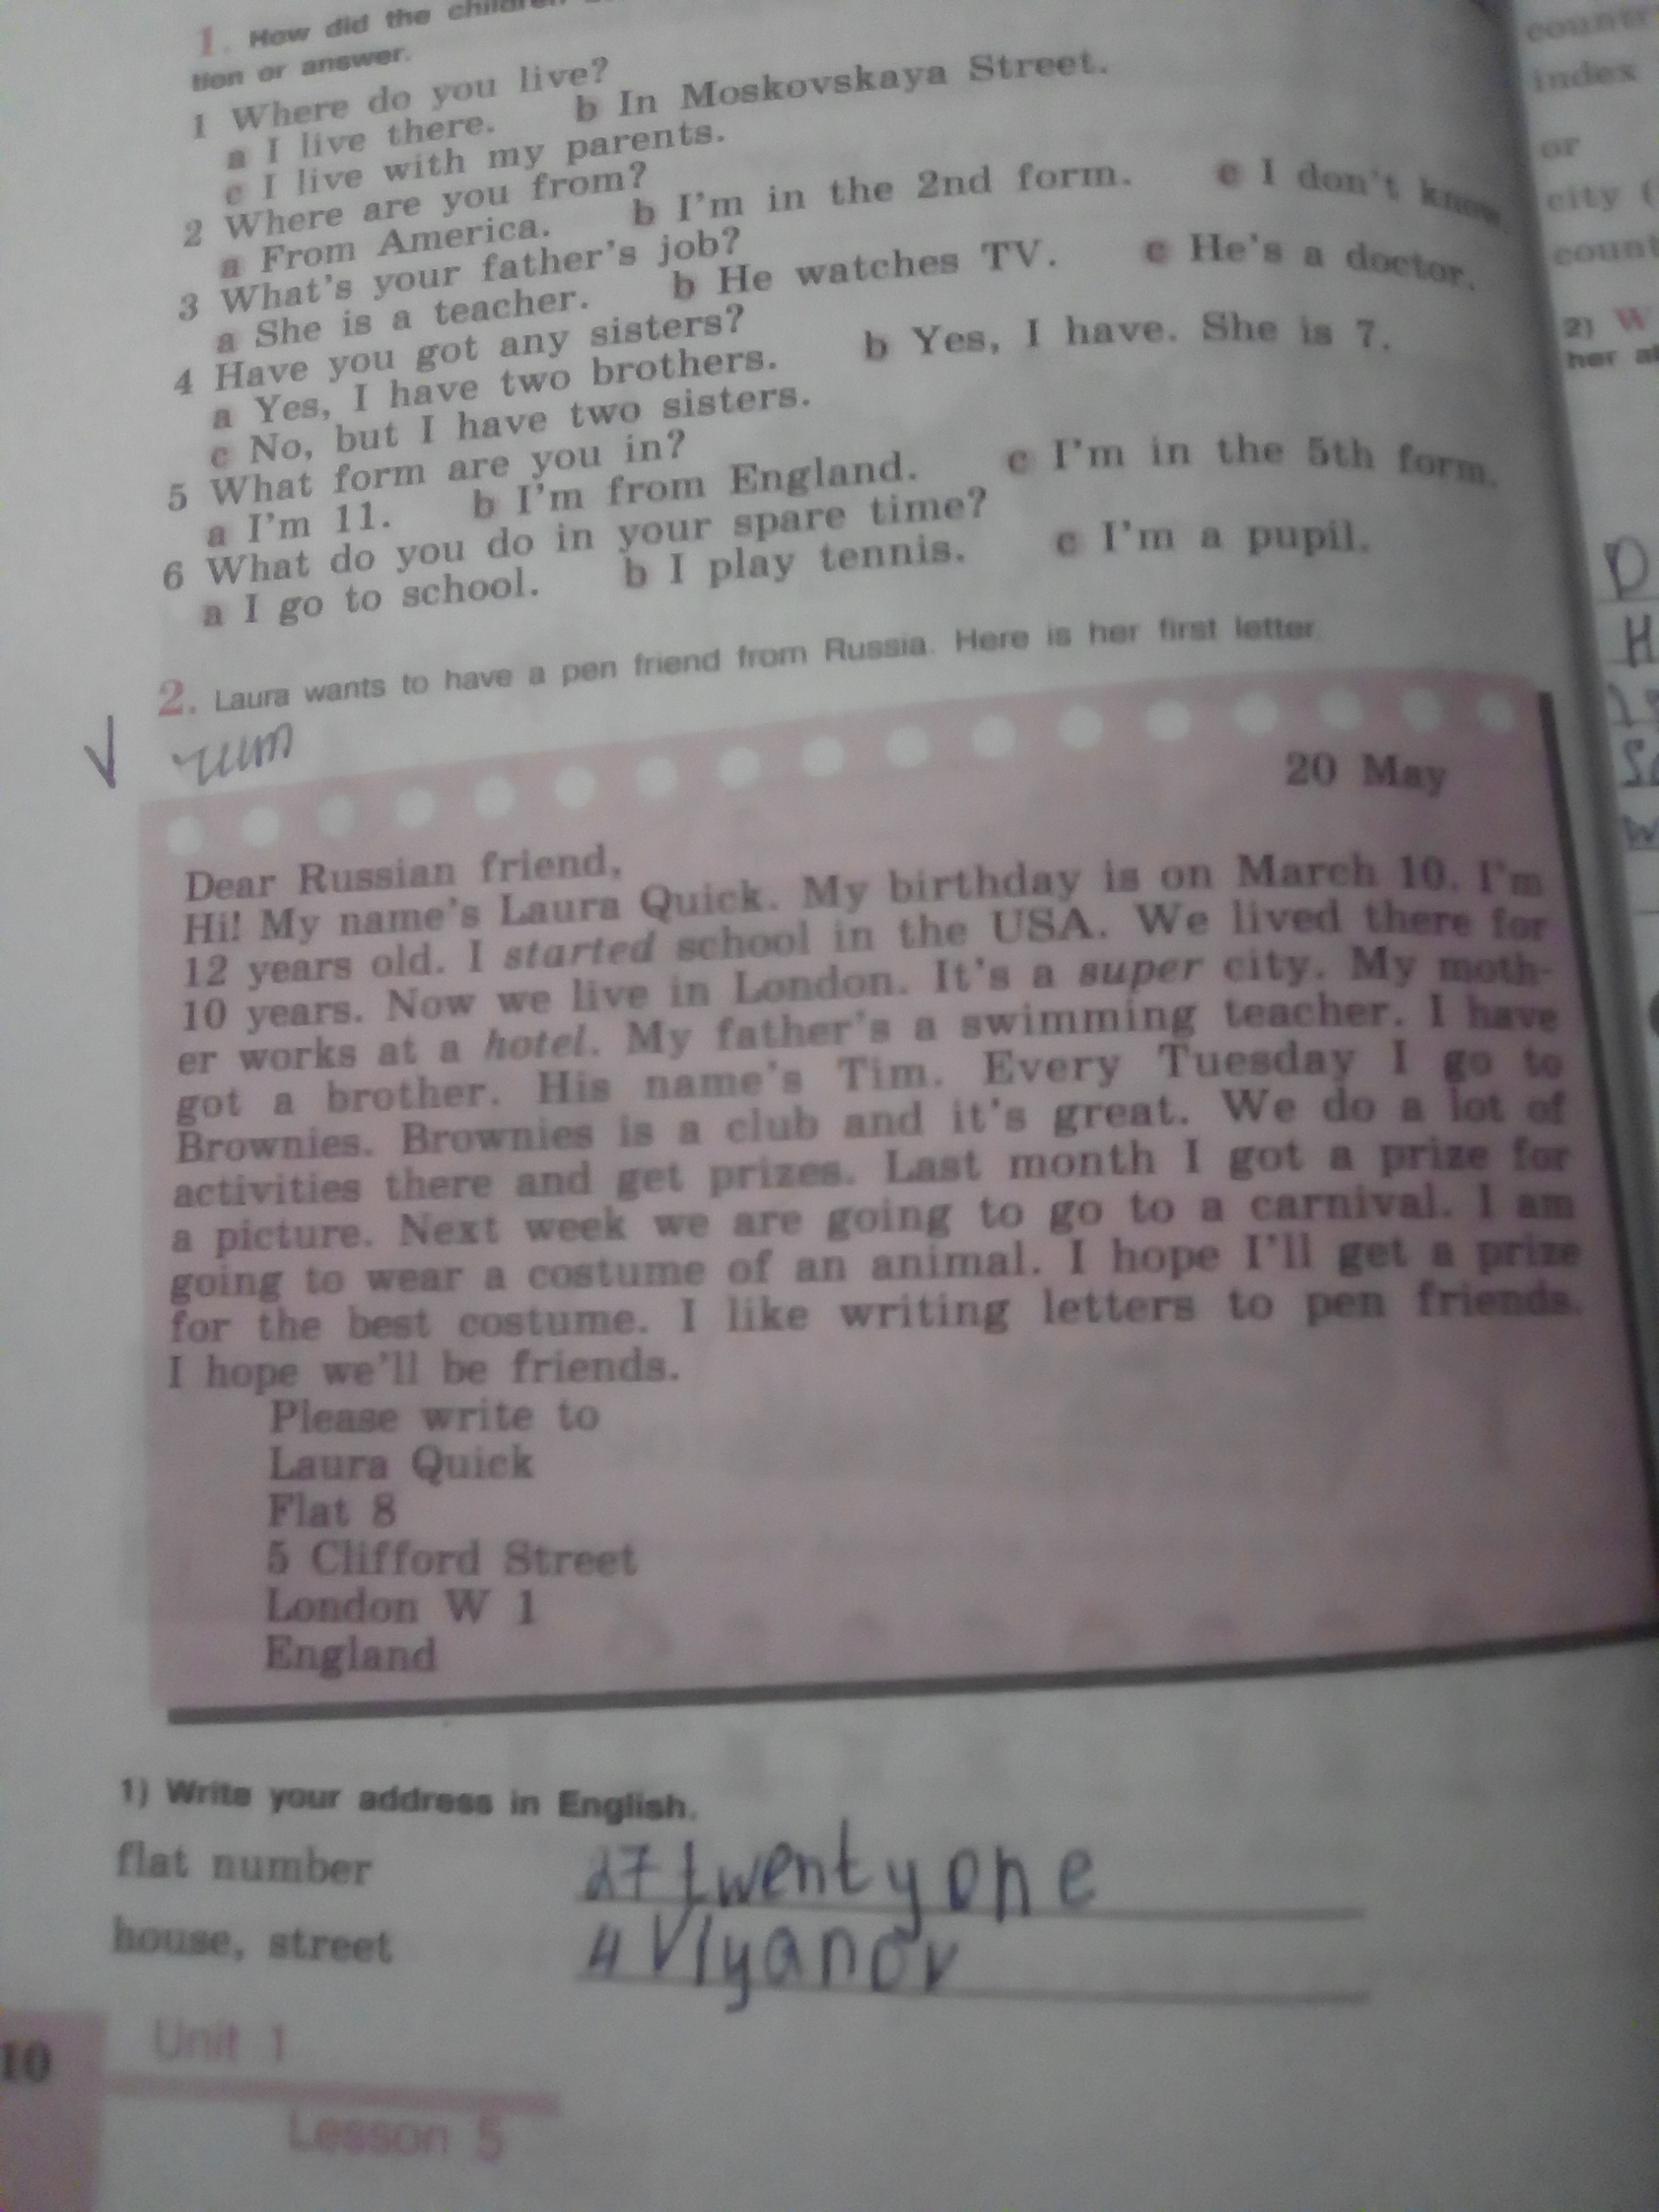 1. How did the children
tion or answer.
1 Where do you live?
a I live there. b In Moskovskaya Street.
c I live with my parents.
2 Where are you from?
a From America. b I'm in the 2nd form. c I don't know.
3 What's your father's job?
a She is a teacher. b He watches TV. c He's a doctor.
4 Have you got any sisters?
a Yes, I have two brothers. b Yes, I have. She is 7.
c No, but I have two sisters.
5 What form are you in?
a I'm 11. b I'm from England. c I'm in the 5th form.
6 What do you do in your spare time?
a I go to school. b I play tennis. c I'm a pupil.
2. Laura wants to have a pen friend from Russia. Here is her first letter.
20 May
Dear Russian friend,
Hi! My name's Laura Quick. My birthday is on March 10. I'm
12 years old. I started school in the USA. We lived there for
10 years. Now we live in London. It's a super city. My moth-
er works at a hotel. My father's a swimming teacher. I have
got a brother. His name's Tim. Every Tuesday I go to
Brownies. Brownies is a club and it's great. We do a lot of
activities there and get prizes. Last month I got a prize for
a picture. Next week we are going to go to a carnival. I am
going to wear a costume of an animal. I hope I'll get a prize
for the best costume. I like writing letters to pen friends.
I hope we'll be friends.
Please write to
Laura Quick
Flat 8
5 Clifford Street
London W 1
England
1) Write your address in English.
flat number 27 twenty one
house, street 4 Vlyanov
10 Unit 1
Lesson 5
index
or
city (
2) W
her